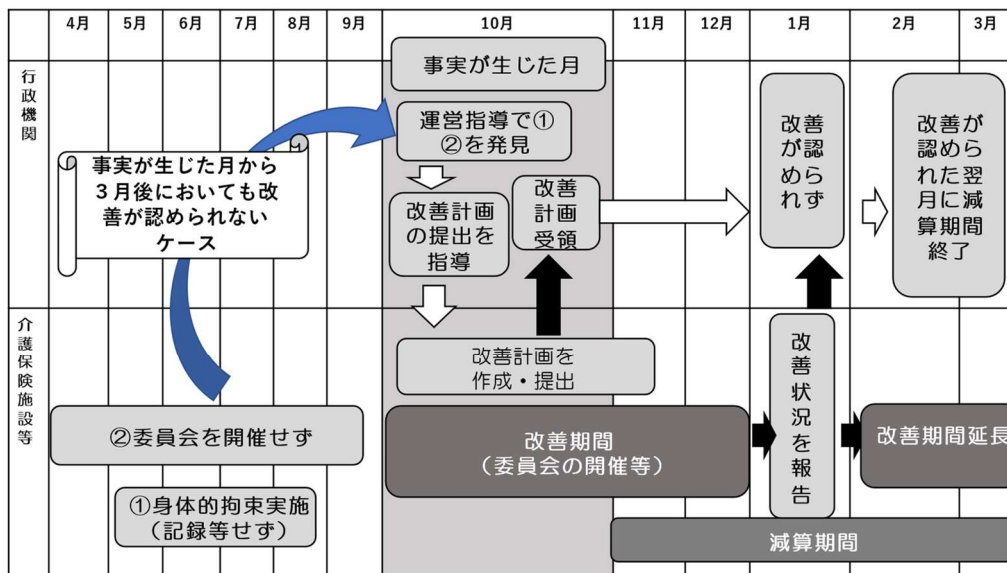 4月
5月
6月
7月
8月
9月
10月
11月
12月
1月
2月
3月
行政機関
事実が生じた月
運営指導で①
②を発見
事実が生じた月から
３月後においても改
善が認められない
ケース
改善計画
の提出を
指導
改善
計画
受領
改善
が認
めら
れず
改善が
認めら
れた翌
月に減
算期間
終了
介護保険施設等
改善計画を
作成・提出
②委員会を開催せず
①身体的拘束実施
（記録等せず）
改善期間
（委員会の開催等）
改善状況を報告
改善期間延長
減算期間